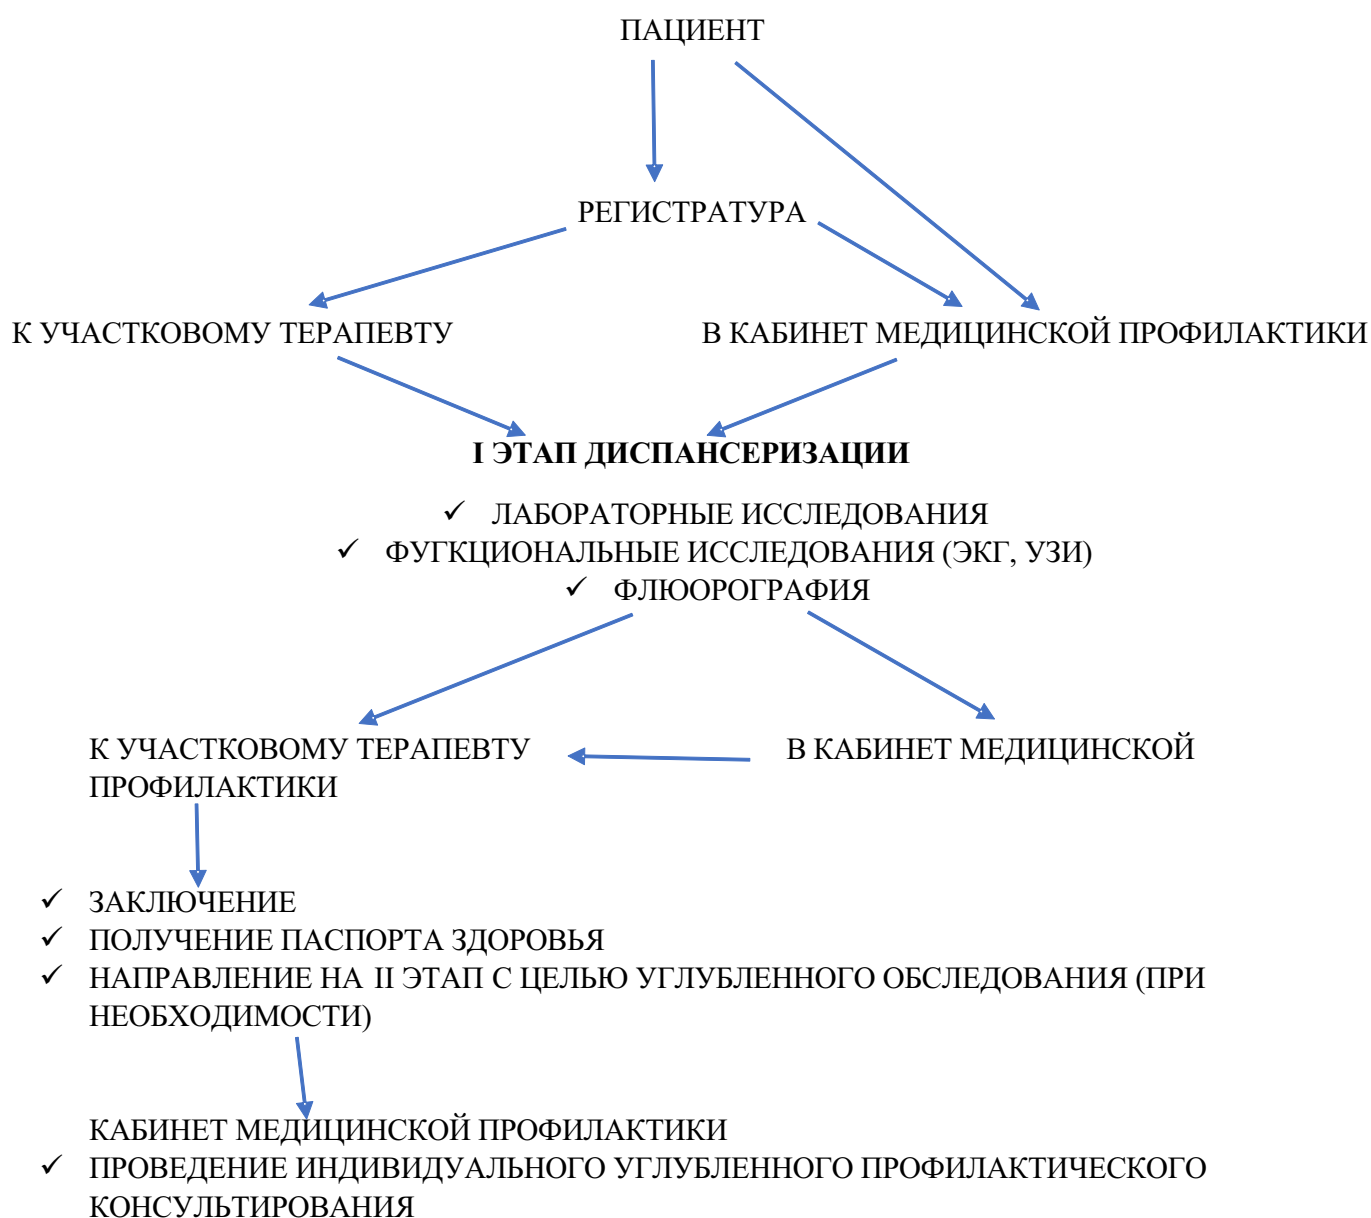 ПАЦИЕНТ
РЕГИСТРАТУРА
К УЧАСТКОВОМУ ТЕРАПЕВТУ
В КАБИНЕТ МЕДИЦИНСКОЙ ПРОФИЛАКТИКИ
I ЭТАП ДИСПАНСЕРИЗАЦИИ
✓ ЛАБОРАТОРНЫЕ ИССЛЕДОВАНИЯ
✓ ФУГКЦИОНАЛЬНЫЕ ИССЛЕДОВАНИЯ (ЭКГ, УЗИ)
✓ ФЛЮОРОГРАФИЯ
К УЧАСТКОВОМУ ТЕРАПЕВТУ В КАБИНЕТ МЕДИЦИНСКОЙ
ПРОФИЛАКТИКИ
✓ ЗАКЛЮЧЕНИЕ
✓ ПОЛУЧЕНИЕ ПАСПОРТА ЗДОРОВЬЯ
✓ НАПРАВЛЕНИЕ НА II ЭТАП С ЦЕЛЬЮ УГЛУБЛЕННОГО ОБСЛЕДОВАНИЯ (ПРИ
НЕОБХОДИМОСТИ)
КАБИНЕТ МЕДИЦИНСКОЙ ПРОФИЛАКТИКИ
✓ ПРОВЕДЕНИЕ ИНДИВИДУАЛЬНОГО УГЛУБЛЕННОГО ПРОФИЛАКТИЧЕСКОГО
КОНСУЛЬТИРОВАНИЯ